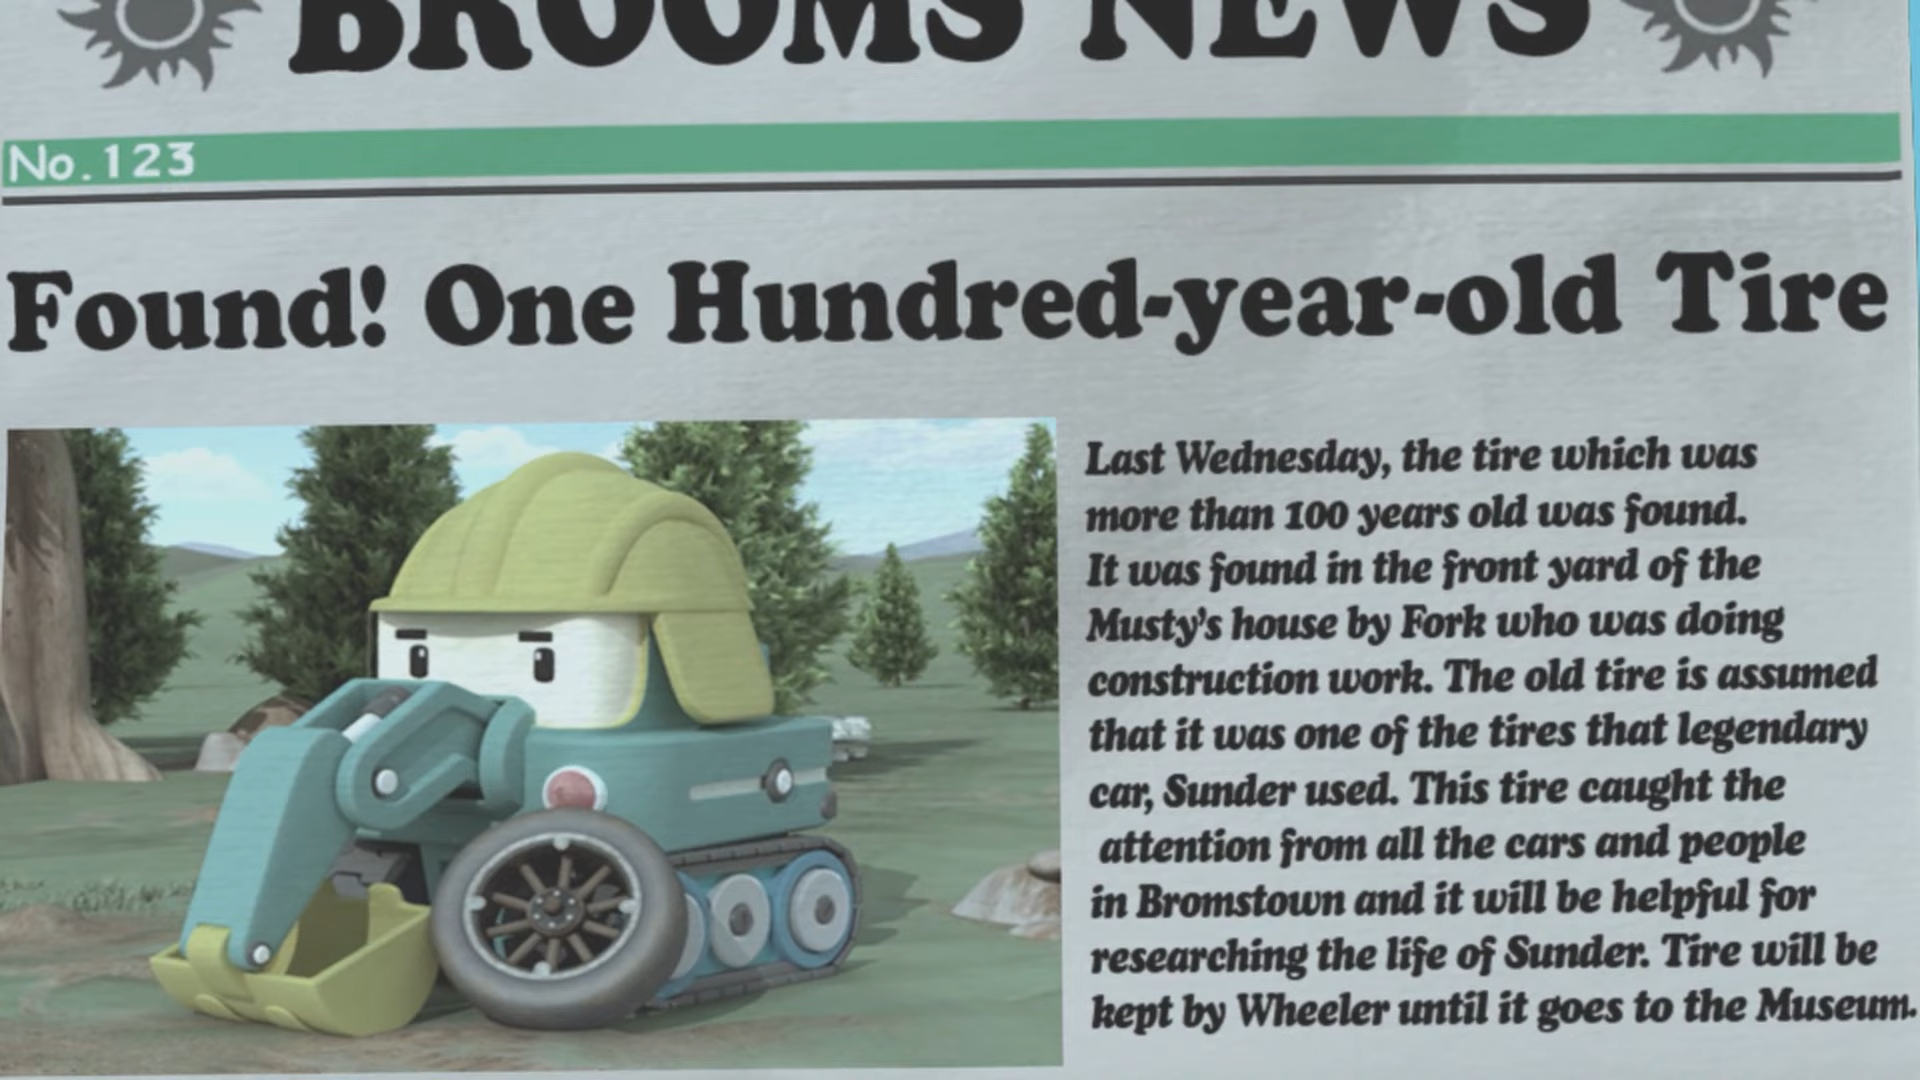 BROOMS NEWS
No.123
Found! One Hundred-year-old Tire
Last Wednesday, the tire which was
more than 100 years old was found.
It was found in the front yard of the
Musty's house by Fork who was doing
construction work. The old tire is assumed
that it was one of the tires that legendary
car, Sunder used. This tire caught the
attention from all the cars and people
in Bromstown and it will be helpful for
researching the life of Sunder. Tire will be
kept by Wheeler until it goes to the Museum.